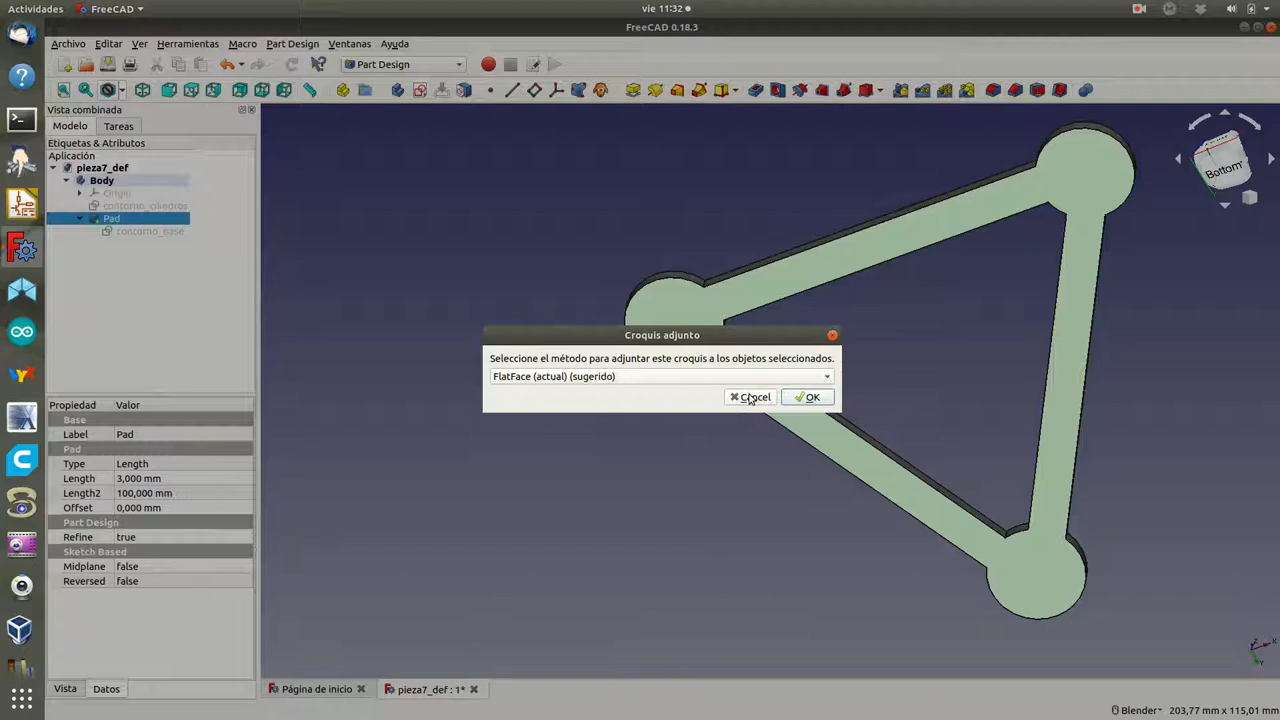 Actividades
FreeCAD
vie 11:32
FreeCAD 0.18.3
Archivo Editar Ver Herramientas Macro Part Design Ventanas Ayuda
Part Design
Vista combinada
Modelo Tareas
Etiquetas & Atributos
Aplicación
pieza7_def
Body
Origin
contorno_cilindros
Pad
contorno_base
Bottom
Croquis adjunto
Seleccione el método para adjuntar este croquis a los objetos seleccionados.
FlatFace (actual) (sugerido)
Cancel OK
Propiedad Valor
Base
Label Pad
Pad
Type Length
Length 3,000 mm
Length2 100,000 mm
Offset 0,000 mm
Part Design
Refine true
Sketch Based
Midplane false
Reversed false
Vista Datos
Página de inicio
pieza7_def : 1*
Blender
203,77 mm x 115,01 mm